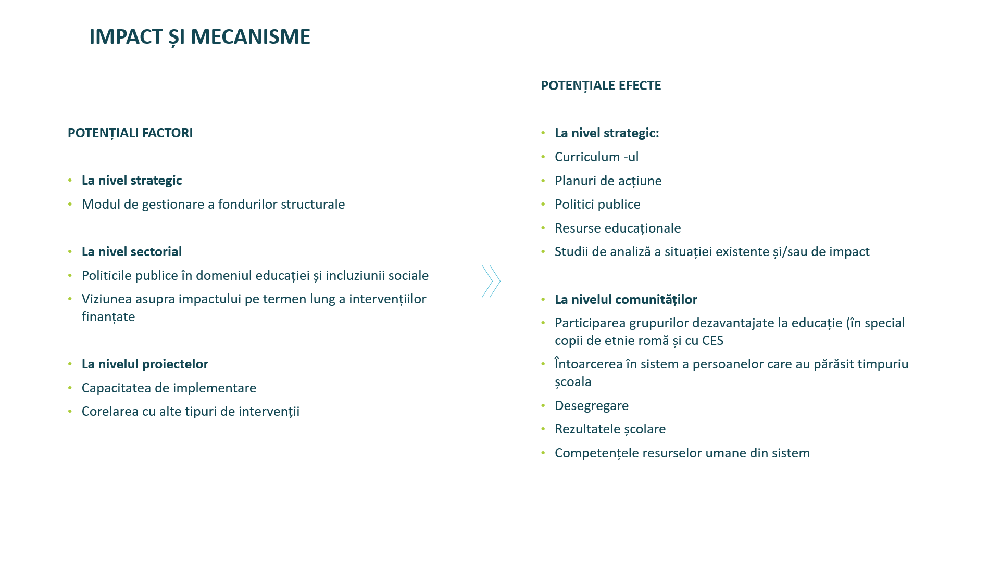 IMPACT ȘI MECANISME
POTENȚIALI FACTORI
• La nivel strategic
• Modul de gestionare a fondurilor structurale
• La nivel sectorial
• Politicile publice în domeniul educației și incluziunii sociale
• Viziunea asupra impactului pe termen lung a intervențiilor
finanțate
• La nivelul proiectelor
• Capacitatea de implementare
• Corelarea cu alte tipuri de intervenții
POTENȚIALE EFECTE
• La nivel strategic:
• Curriculum -ul
• Planuri de acțiune
• Politici publice
• Resurse educaționale
• Studii de analiză a situației existente și/sau de impact
• La nivelul comunităților
• Participarea grupurilor dezavantajate la educație (în special
copii de etnie romă și cu CES
• Întoarcerea în sistem a persoanelor care au părăsit timpuriu
școala
• Desegregare
• Rezultatele școlare
• Competențele resurselor umane din sistem